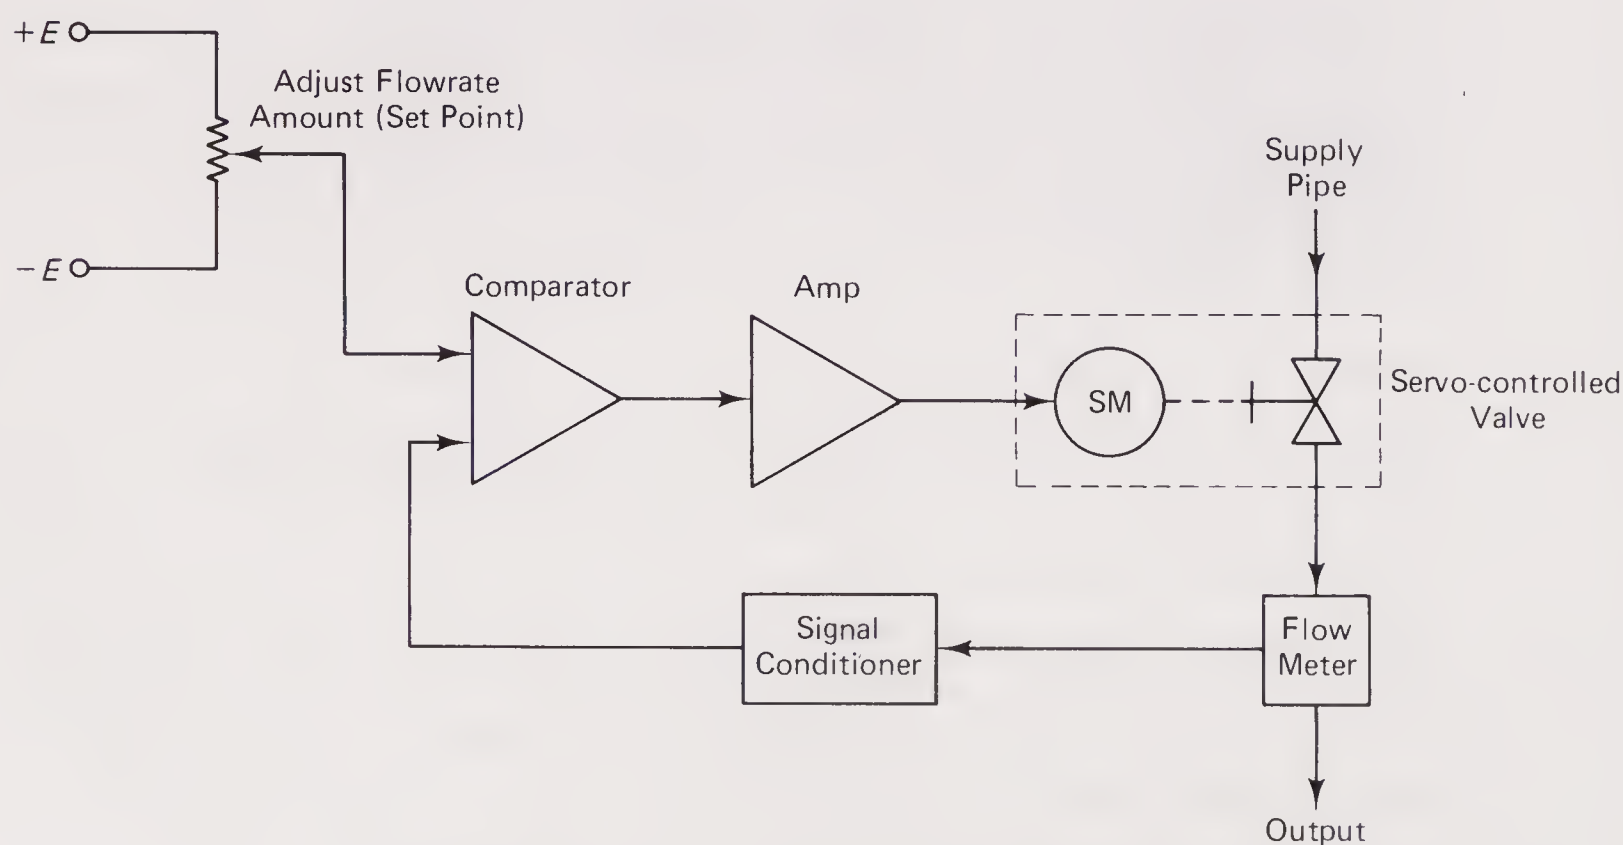 +E
Adjust Flowrate
Amount (Set Point)
-E
Supply
Pipe
Comparator
Amp
SM
Servo-controlled
Valve
Signal
Conditioner
Flow
Meter
Output